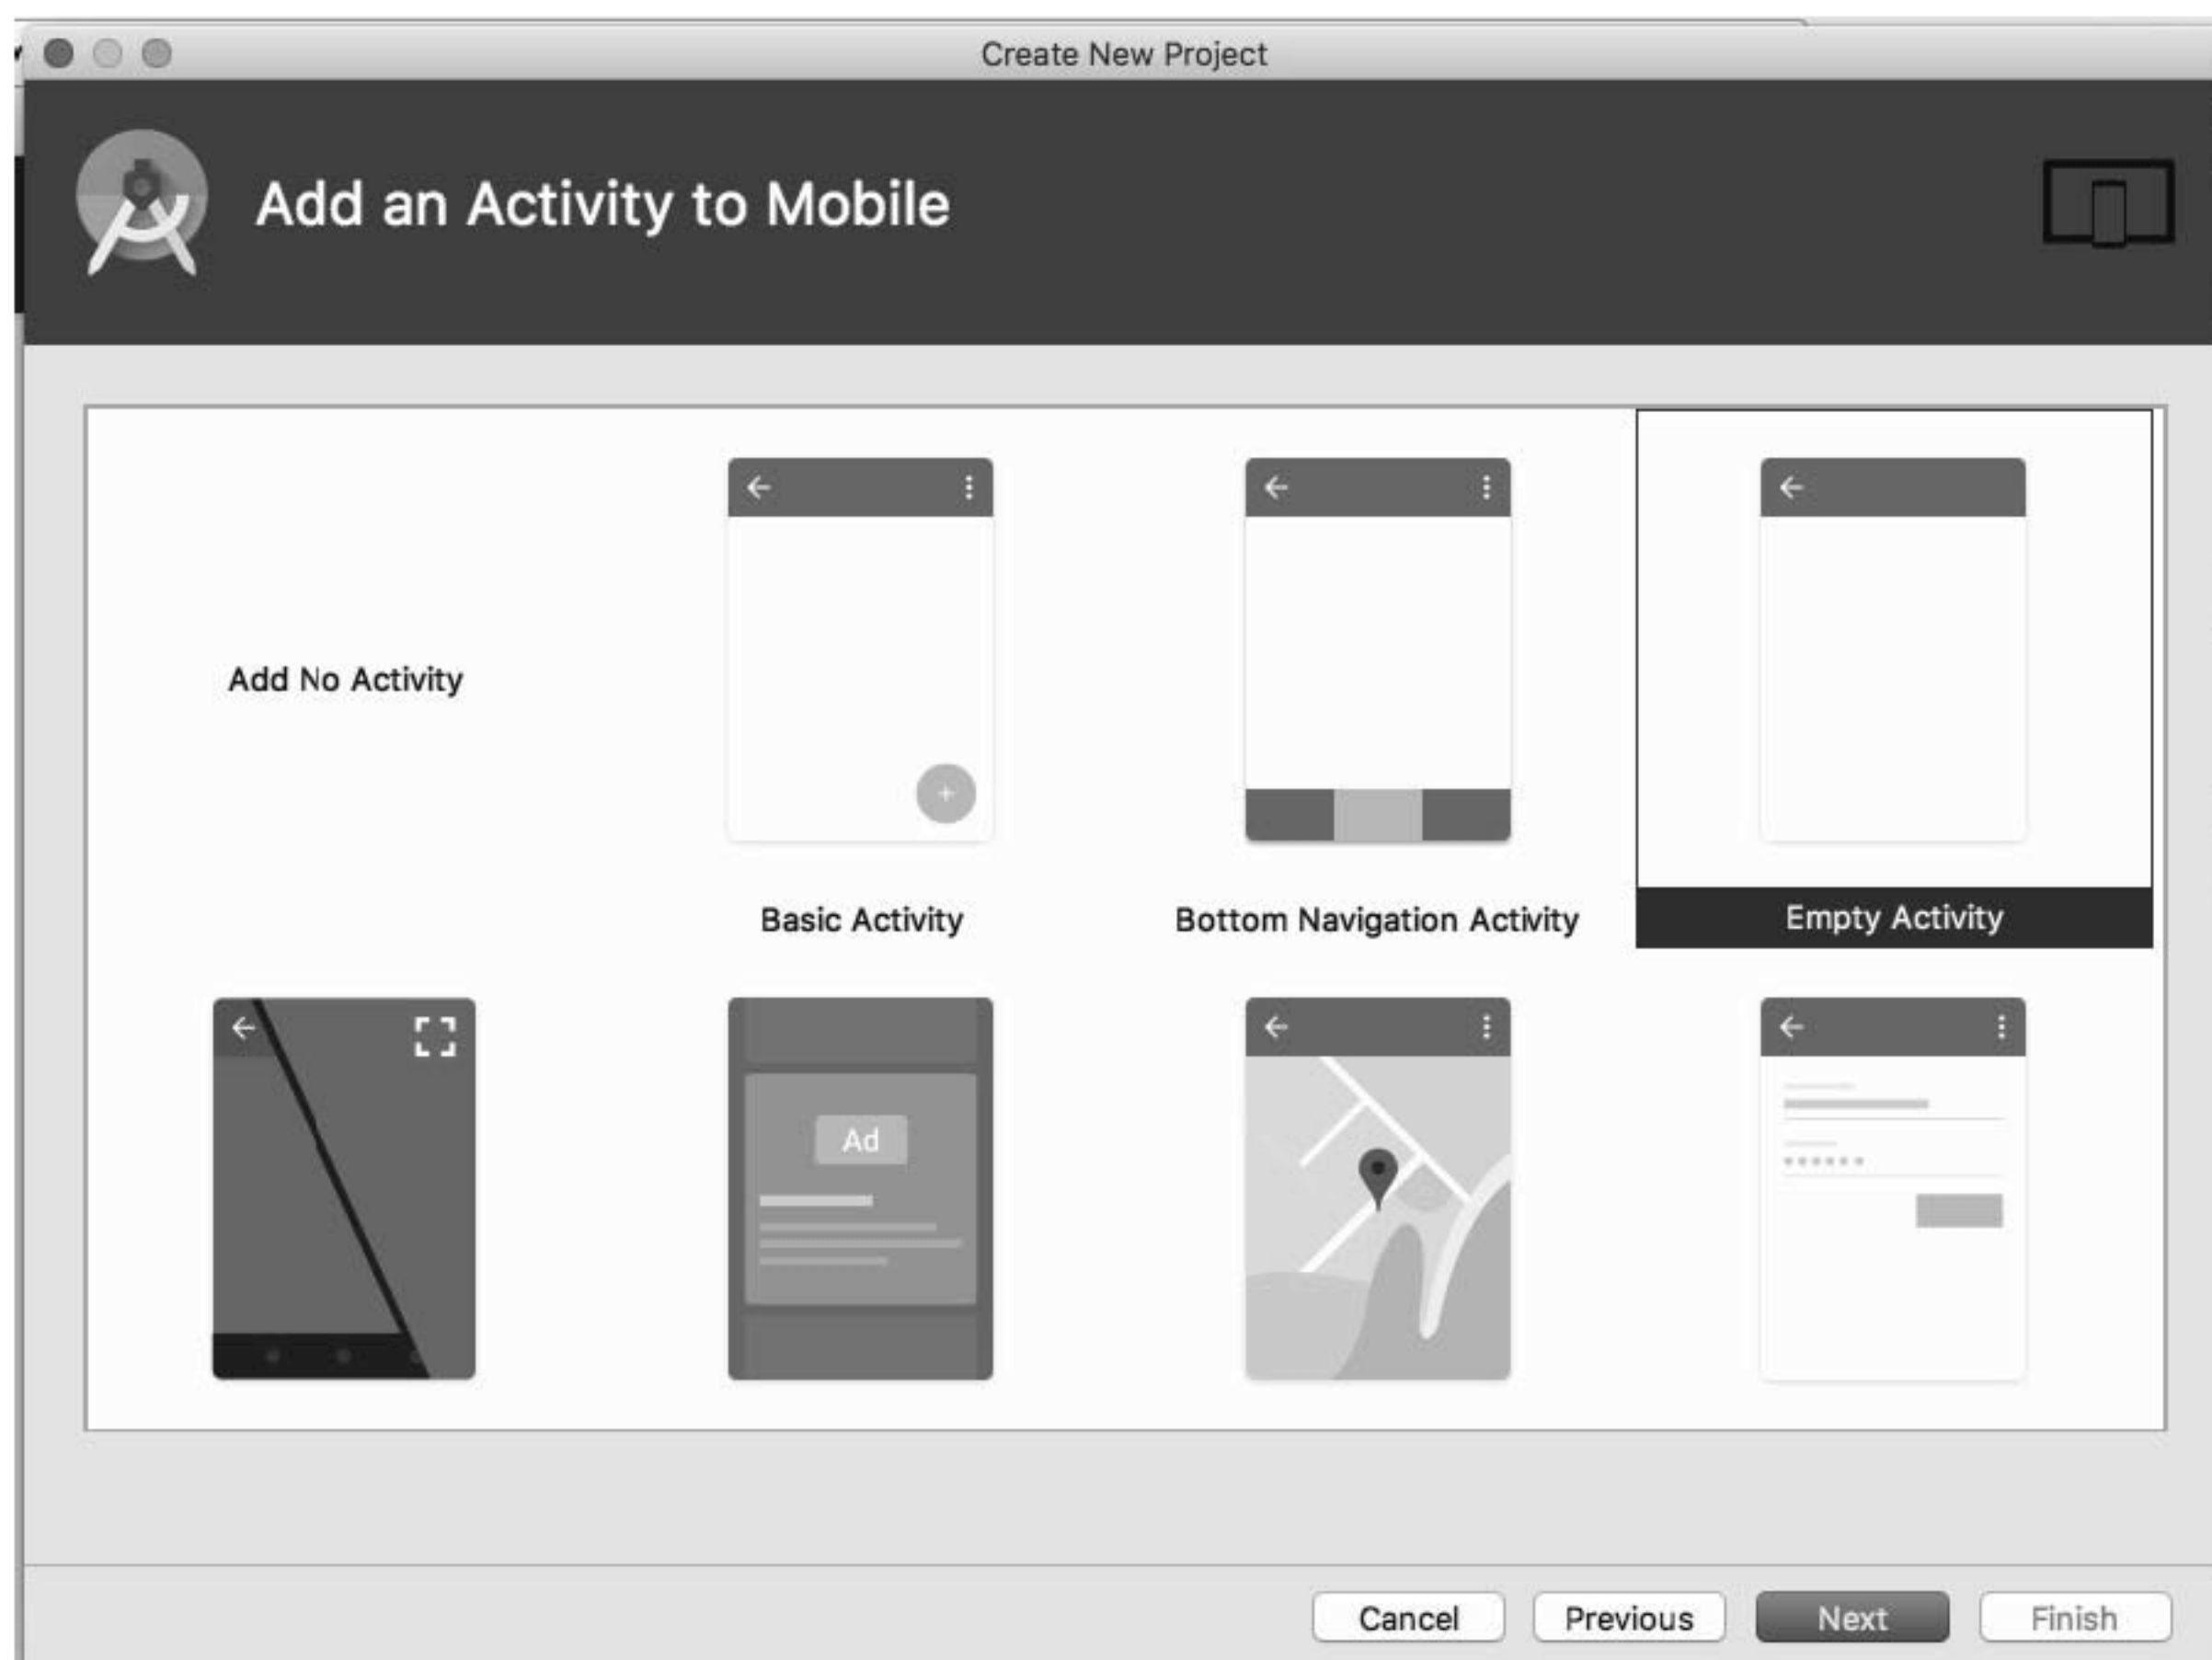 Create New Project
Add an Activity to Mobile
Add No Activity
Basic Activity
Bottom Navigation Activity
Empty Activity
Ad
Cancel
Previous
Next
Finish